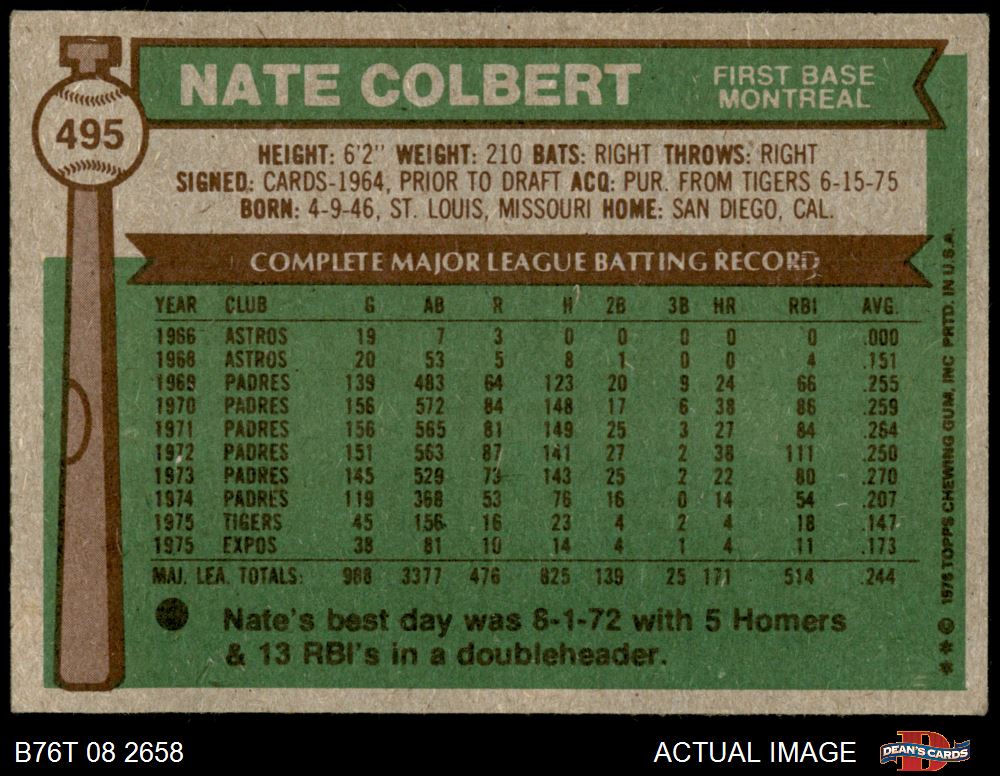 495
NATE COLBERT
FIRST BASE
MONTREAL
HEIGHT: 6'2" WEIGHT: 210 BATS: RIGHT THROWS: RIGHT
SIGNED: CARDS-1964, PRIOR TO DRAFT ACQ: PUR. FROM TIGERS 6-15-75
BORN: 4-9-46, ST. LOUIS, MISSOURI HOME: SAN DIEGO, CAL.
COMPLETE MAJOR LEAGUE BATTING RECORD
YEAR CLUB G AB R H 2B 3B HR RBI AVG.
1966 ASTROS 19 7 3 0 0 0 0 0 .000
1968 ASTROS 20 53 5 8 1 0 0 4 .151
1969 PADRES 139 483 64 123 20 9 24 66 .255
1970 PADRES 156 572 84 148 17 6 38 86 .259
1971 PADRES 156 565 81 149 25 3 27 84 .264
1972 PADRES 151 563 87 141 27 2 38 111 .250
1973 PADRES 145 529 73 143 25 2 22 80 .270
1974 PADRES 119 368 53 76 16 0 14 54 .207
1975 TIGERS 45 156 16 23 4 2 4 18 .147
1975 EXPOS 38 81 10 14 4 1 4 11 .173
MAJ. LEA. TOTALS: 988 3377 476 825 139 25 171 514 .244
Nate's best day was 8-1-72 with 5 Homers
& 13 RBI's in a doubleheader.
* * © 1976 TOPPS CHEWING GUM, INC PRTD. IN U.S.A.
B76T 08 2658
ACTUAL IMAGE
D
DEAN'S CARDS